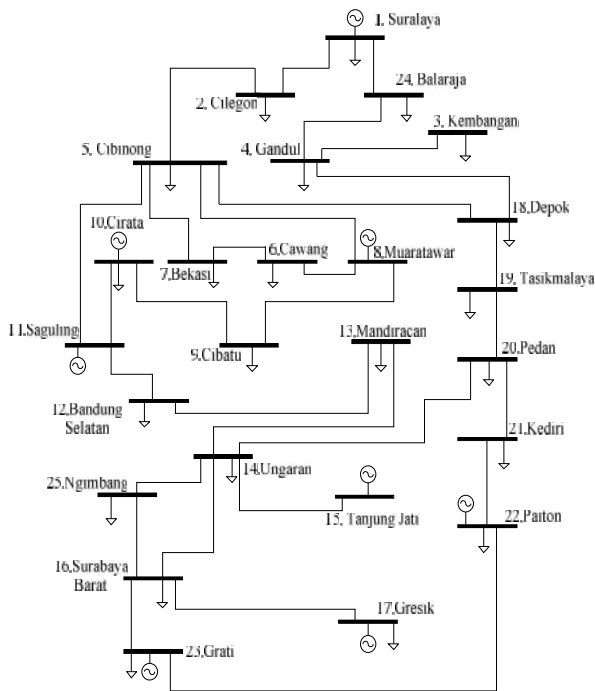 1. Suralaya
24. Balaraja
2. Cilegon
3. Kembangan
5. Cibinong
4. Gandul
18.Depok
10.Cirata
6.Cawang
8.Muaratawar
7.Bekasi
19. Tasikmalaya
11.Saguling
13.Mandiracan
9.Cibatu
20.Pedan
12.Bandung
Selatan
21.Kediri
14.Ungaran
25.Ngimbang
15. Tanjung Jati
22.Paiton
16.Surabaya
Barat
17.Gresik
23.Grati